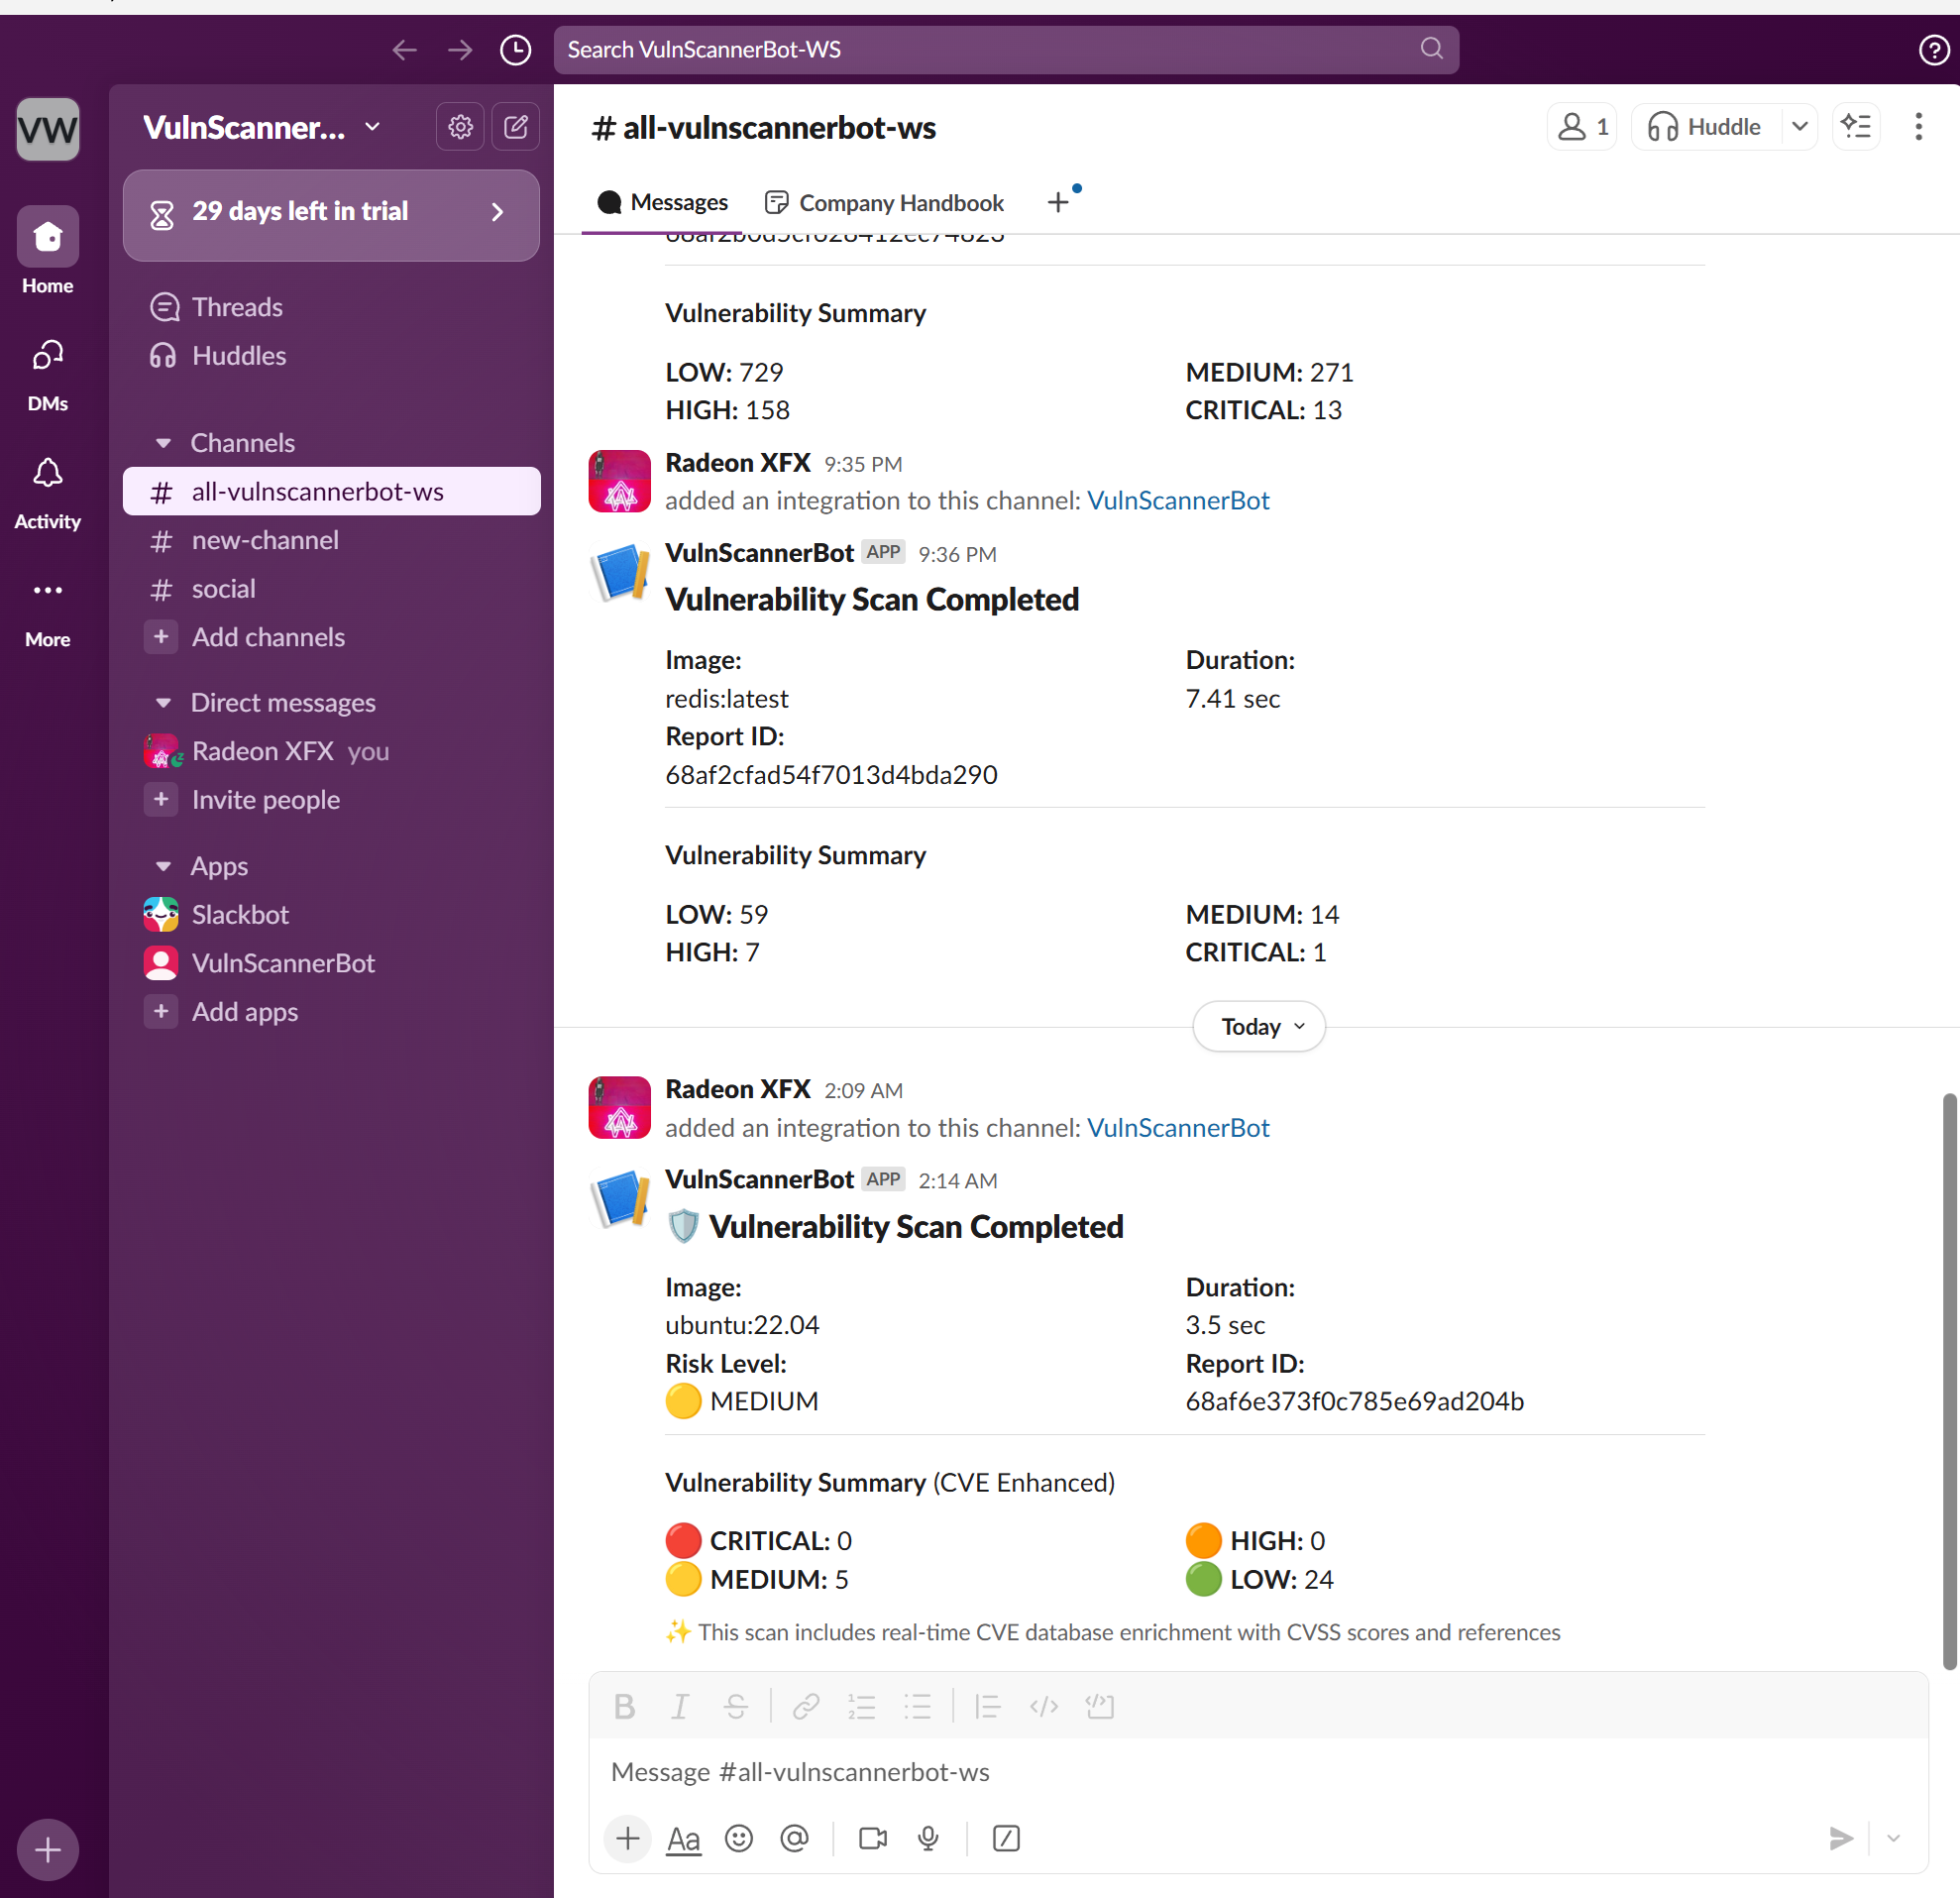 Search VulnScannerBot-WS
VW
Home
DMs
Activity
More
VulnScanner...
29 days left in trial
Threads
Huddles
Channels
# all-vulnscannerbot-ws
# new-channel
# social
+ Add channels
Direct messages
Radeon XFX you
+ Invite people
Apps
Slackbot
VulnScannerBot
+ Add apps
# all-vulnscannerbot-ws
1
Huddle
Messages
Company Handbook
Vulnerability Summary
LOW: 729 MEDIUM: 271
HIGH: 158 CRITICAL: 13
Radeon XFX 9:35 PM
added an integration to this channel: VulnScannerBot
VulnScannerBot APP 9:36 PM
Vulnerability Scan Completed
Image: Duration:
redis:latest 7.41 sec
Report ID:
68af2cfad54f7013d4bda290
Vulnerability Summary
LOW: 59 MEDIUM: 14
HIGH: 7 CRITICAL: 1
Today
Radeon XFX 2:09 AM
added an integration to this channel: VulnScannerBot
VulnScannerBot APP 2:14 AM
🛡️ Vulnerability Scan Completed
Image: Duration:
ubuntu:22.04 3.5 sec
Risk Level: Report ID:
🟡 MEDIUM 68af6e373f0c785e69ad204b
Vulnerability Summary (CVE Enhanced)
🔴 CRITICAL: 0 🟠 HIGH: 0
🟡 MEDIUM: 5 🟢 LOW: 24
✨ This scan includes real-time CVE database enrichment with CVSS scores and references
Message #all-vulnscannerbot-ws
Aa